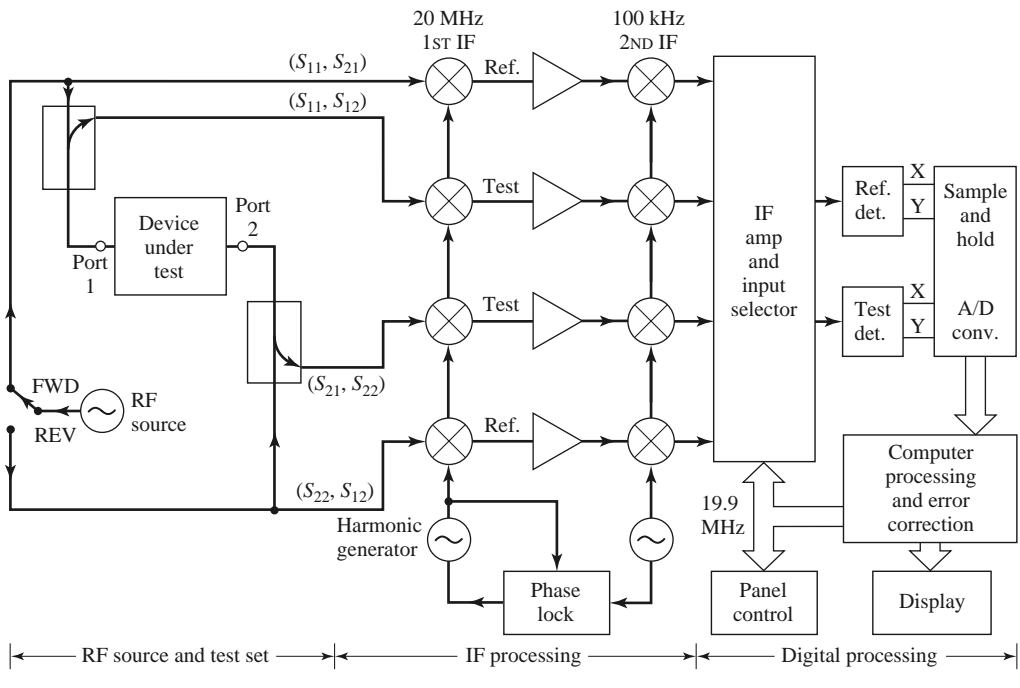 20 MHz
1ST IF
100 kHz
2ND IF
(S11, S21)
Ref.
(S11, S12)
Test
Device
under
test
Port
2
Port
1
IF
amp
and
input
selector
Ref.
det.
X
Y
Sample
and
hold
Test
Test
det.
X
Y
A/D
conv.
(S21, S22)
FWD
REV
RF
source
Ref.
(S22, S12)
Harmonic
generator
19.9
MHz
Computer
processing
and error
correction
Phase
lock
Panel
control
Display
RF source and test set
IF processing
Digital processing